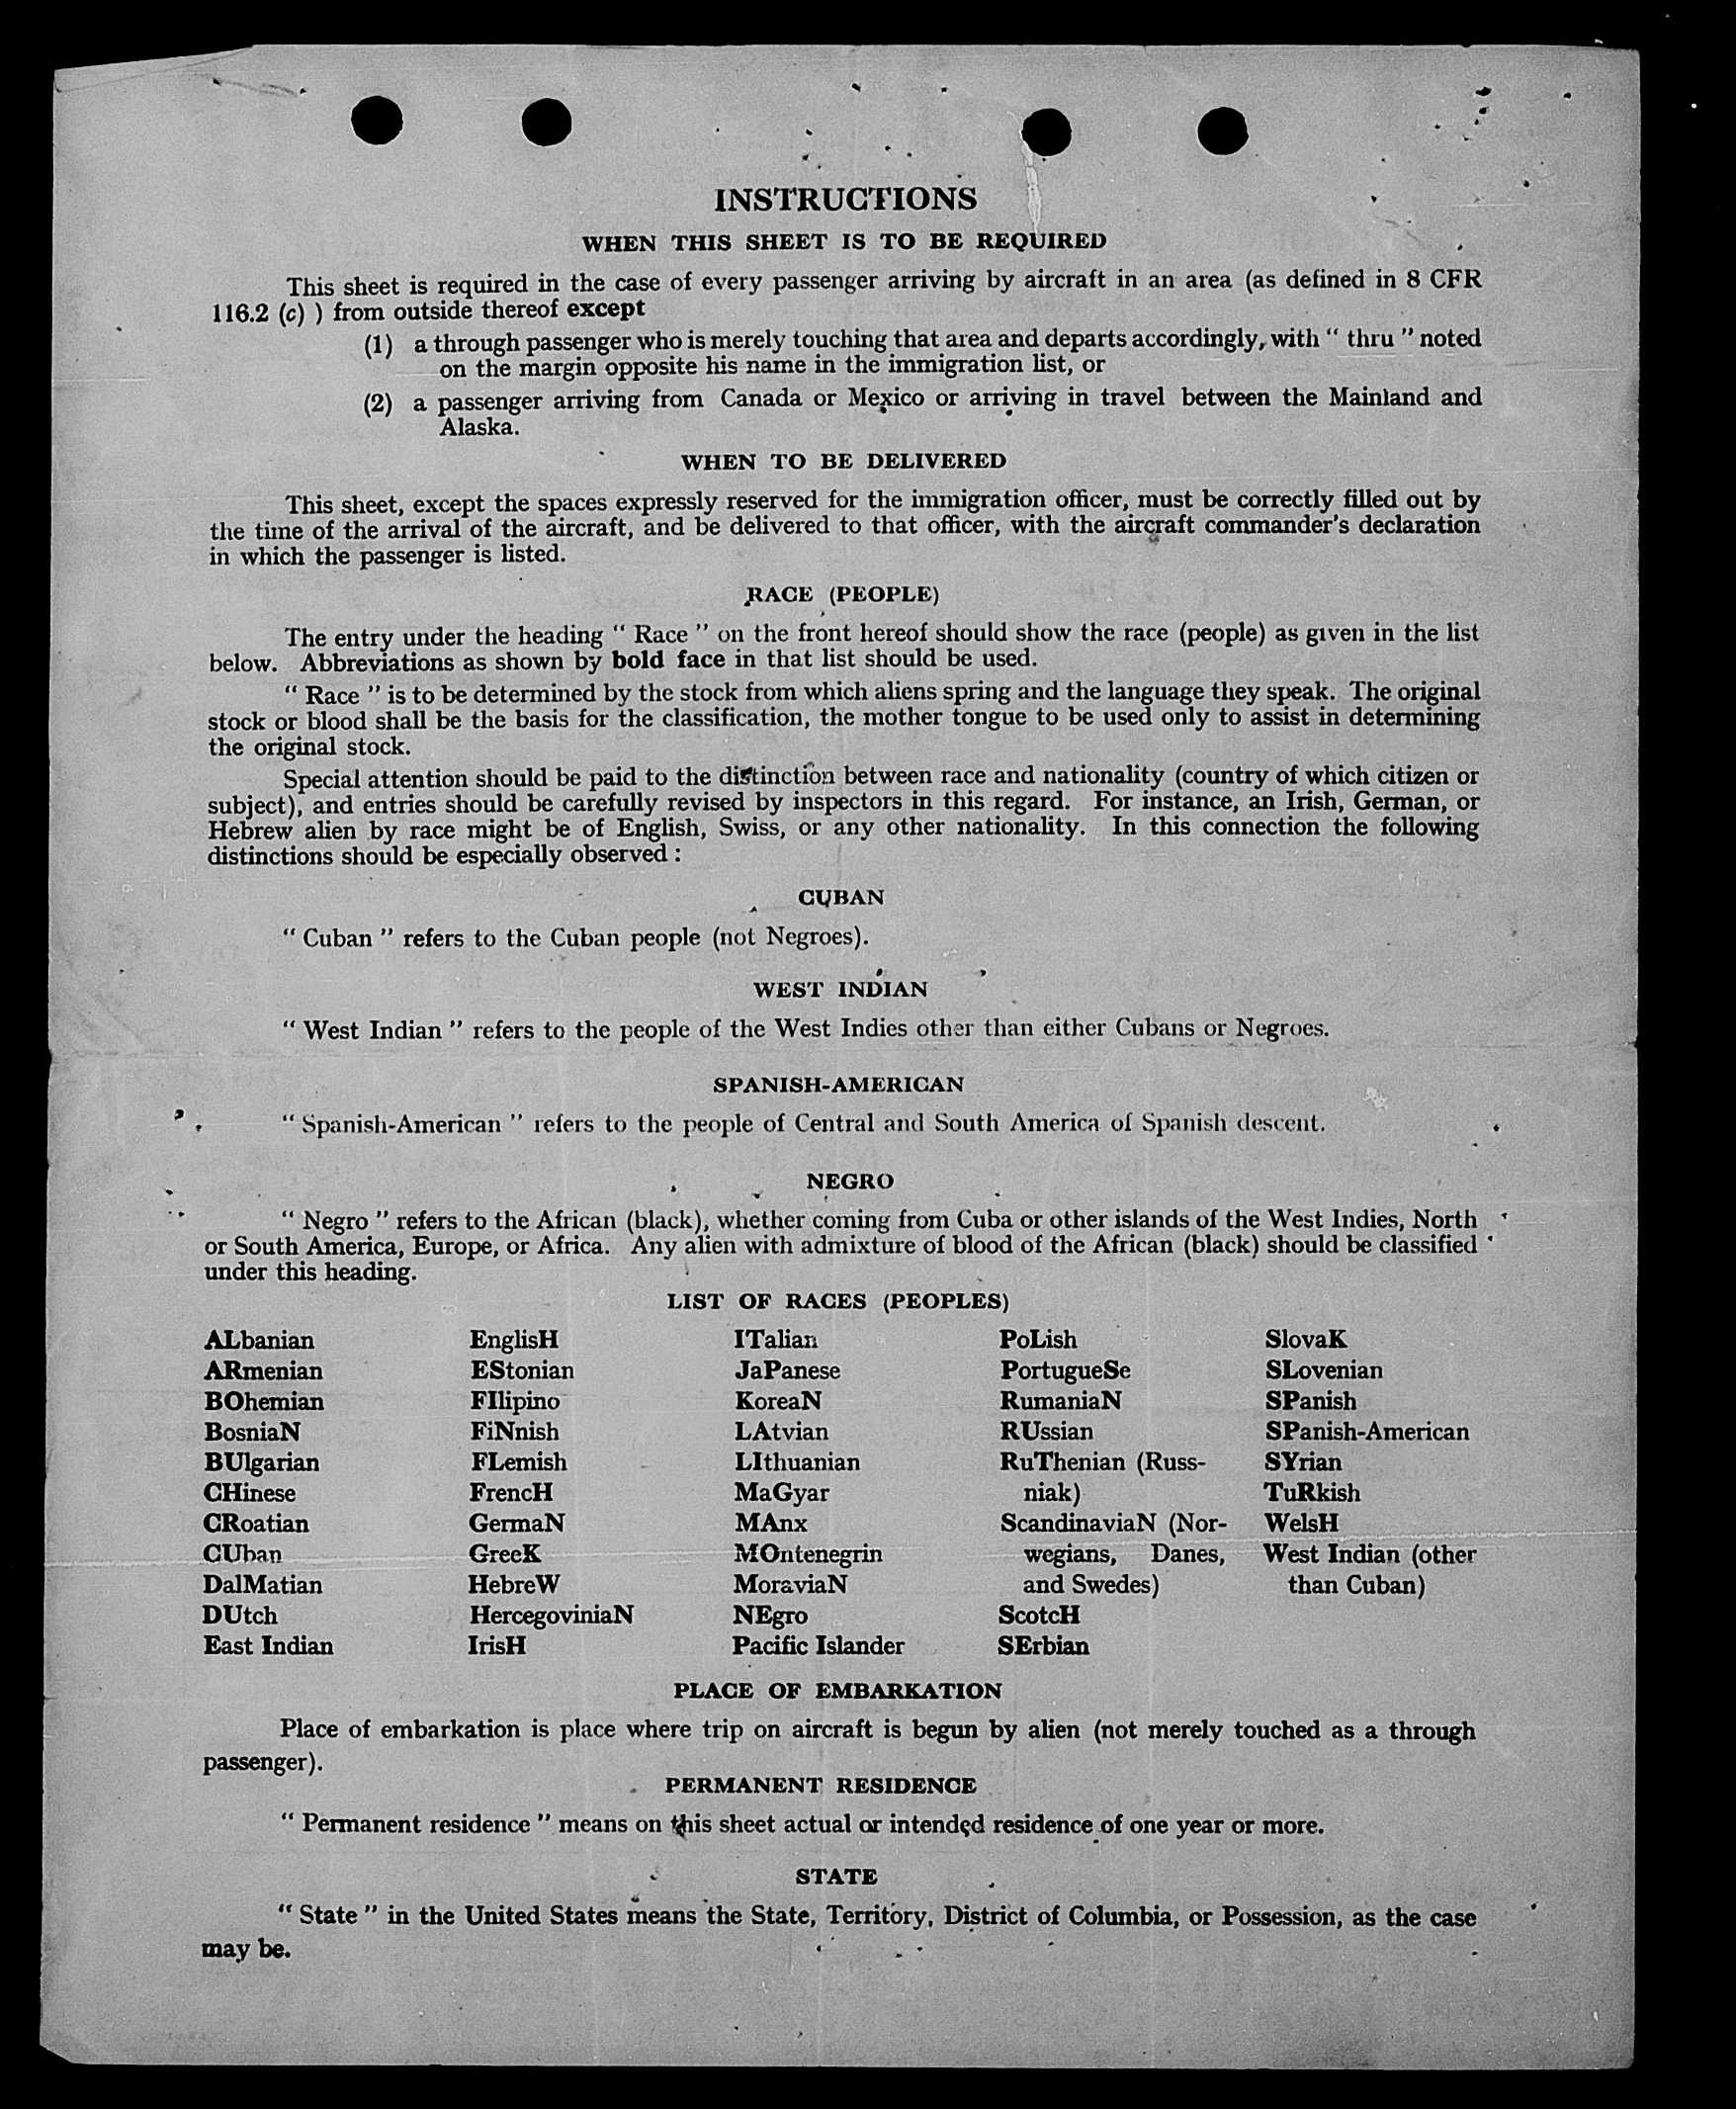 INSTRUCTIONS
WHEN THIS SHEET IS TO BE REQUIRED
This sheet is required in the case of every passenger arriving by aircraft in an area (as defined in 8 CFR
116.2 (c) ) from outside thereof except
(1) a through passenger who is merely touching that area and departs accordingly, with “ thru ” noted
on the margin opposite his name in the immigration list, or
(2) a passenger arriving from Canada or Mexico or arriving in travel between the Mainland and
Alaska.
WHEN TO BE DELIVERED
This sheet, except the spaces expressly reserved for the immigration officer, must be correctly filled out by
the time of the arrival of the aircraft, and be delivered to that officer, with the aircraft commander’s declaration
in which the passenger is listed.
RACE (PEOPLE)
The entry under the heading “ Race ” on the front hereof should show the race (people) as given in the list
below. Abbreviations as shown by bold face in that list should be used.
“ Race ” is to be determined by the stock from which aliens spring and the language they speak. The original
stock or blood shall be the basis for the classification, the mother tongue to be used only to assist in determining
the original stock.
Special attention should be paid to the distinction between race and nationality (country of which citizen or
subject), and entries should be carefully revised by inspectors in this regard. For instance, an Irish, German, or
Hebrew alien by race might be of English, Swiss, or any other nationality. In this connection the following
distinctions should be especially observed :
CUBAN
“ Cuban ” refers to the Cuban people (not Negroes).
WEST INDIAN
“ West Indian ” refers to the people of the West Indies other than either Cubans or Negroes.
SPANISH-AMERICAN
“ Spanish-American ” refers to the people of Central and South America of Spanish descent.
NEGRO
“ Negro ” refers to the African (black), whether coming from Cuba or other islands of the West Indies, North
or South America, Europe, or Africa. Any alien with admixture of blood of the African (black) should be classified
under this heading.
LIST OF RACES (PEOPLES)
ALbanian
ARmenian
BOhemian
BosniaN
BUlgarian
CHinese
CRoatian
CUban
DalMatian
DUtch
East Indian
EnglisH
EStonian
FIlipino
FiNnish
FLemish
FrencH
GermaN
GreeK
HebreW
HercegoviniaN
IrisH
ITalian
JaPanese
KoreaN
LAtvian
LIthuanian
MaGyar
MAnx
MOntenegrin
MoraviaN
NEgro
Pacific Islander
PoLish
PortugueSe
RumaniaN
RUssian
RuThenian (Russ-
niak)
ScandinaviaN (Nor-
wegians, Danes,
and Swedes)
ScotcH
SErbian
SlovaK
SLovenian
SPanish
SPanish-American
SYrian
TuRkish
WelsH
West Indian (other
than Cuban)
PLACE OF EMBARKATION
Place of embarkation is place where trip on aircraft is begun by alien (not merely touched as a through
passenger).
PERMANENT RESIDENCE
“ Permanent residence ” means on this sheet actual or intended residence of one year or more.
STATE
“ State ” in the United States means the State, Territory, District of Columbia, or Possession, as the case
may be.